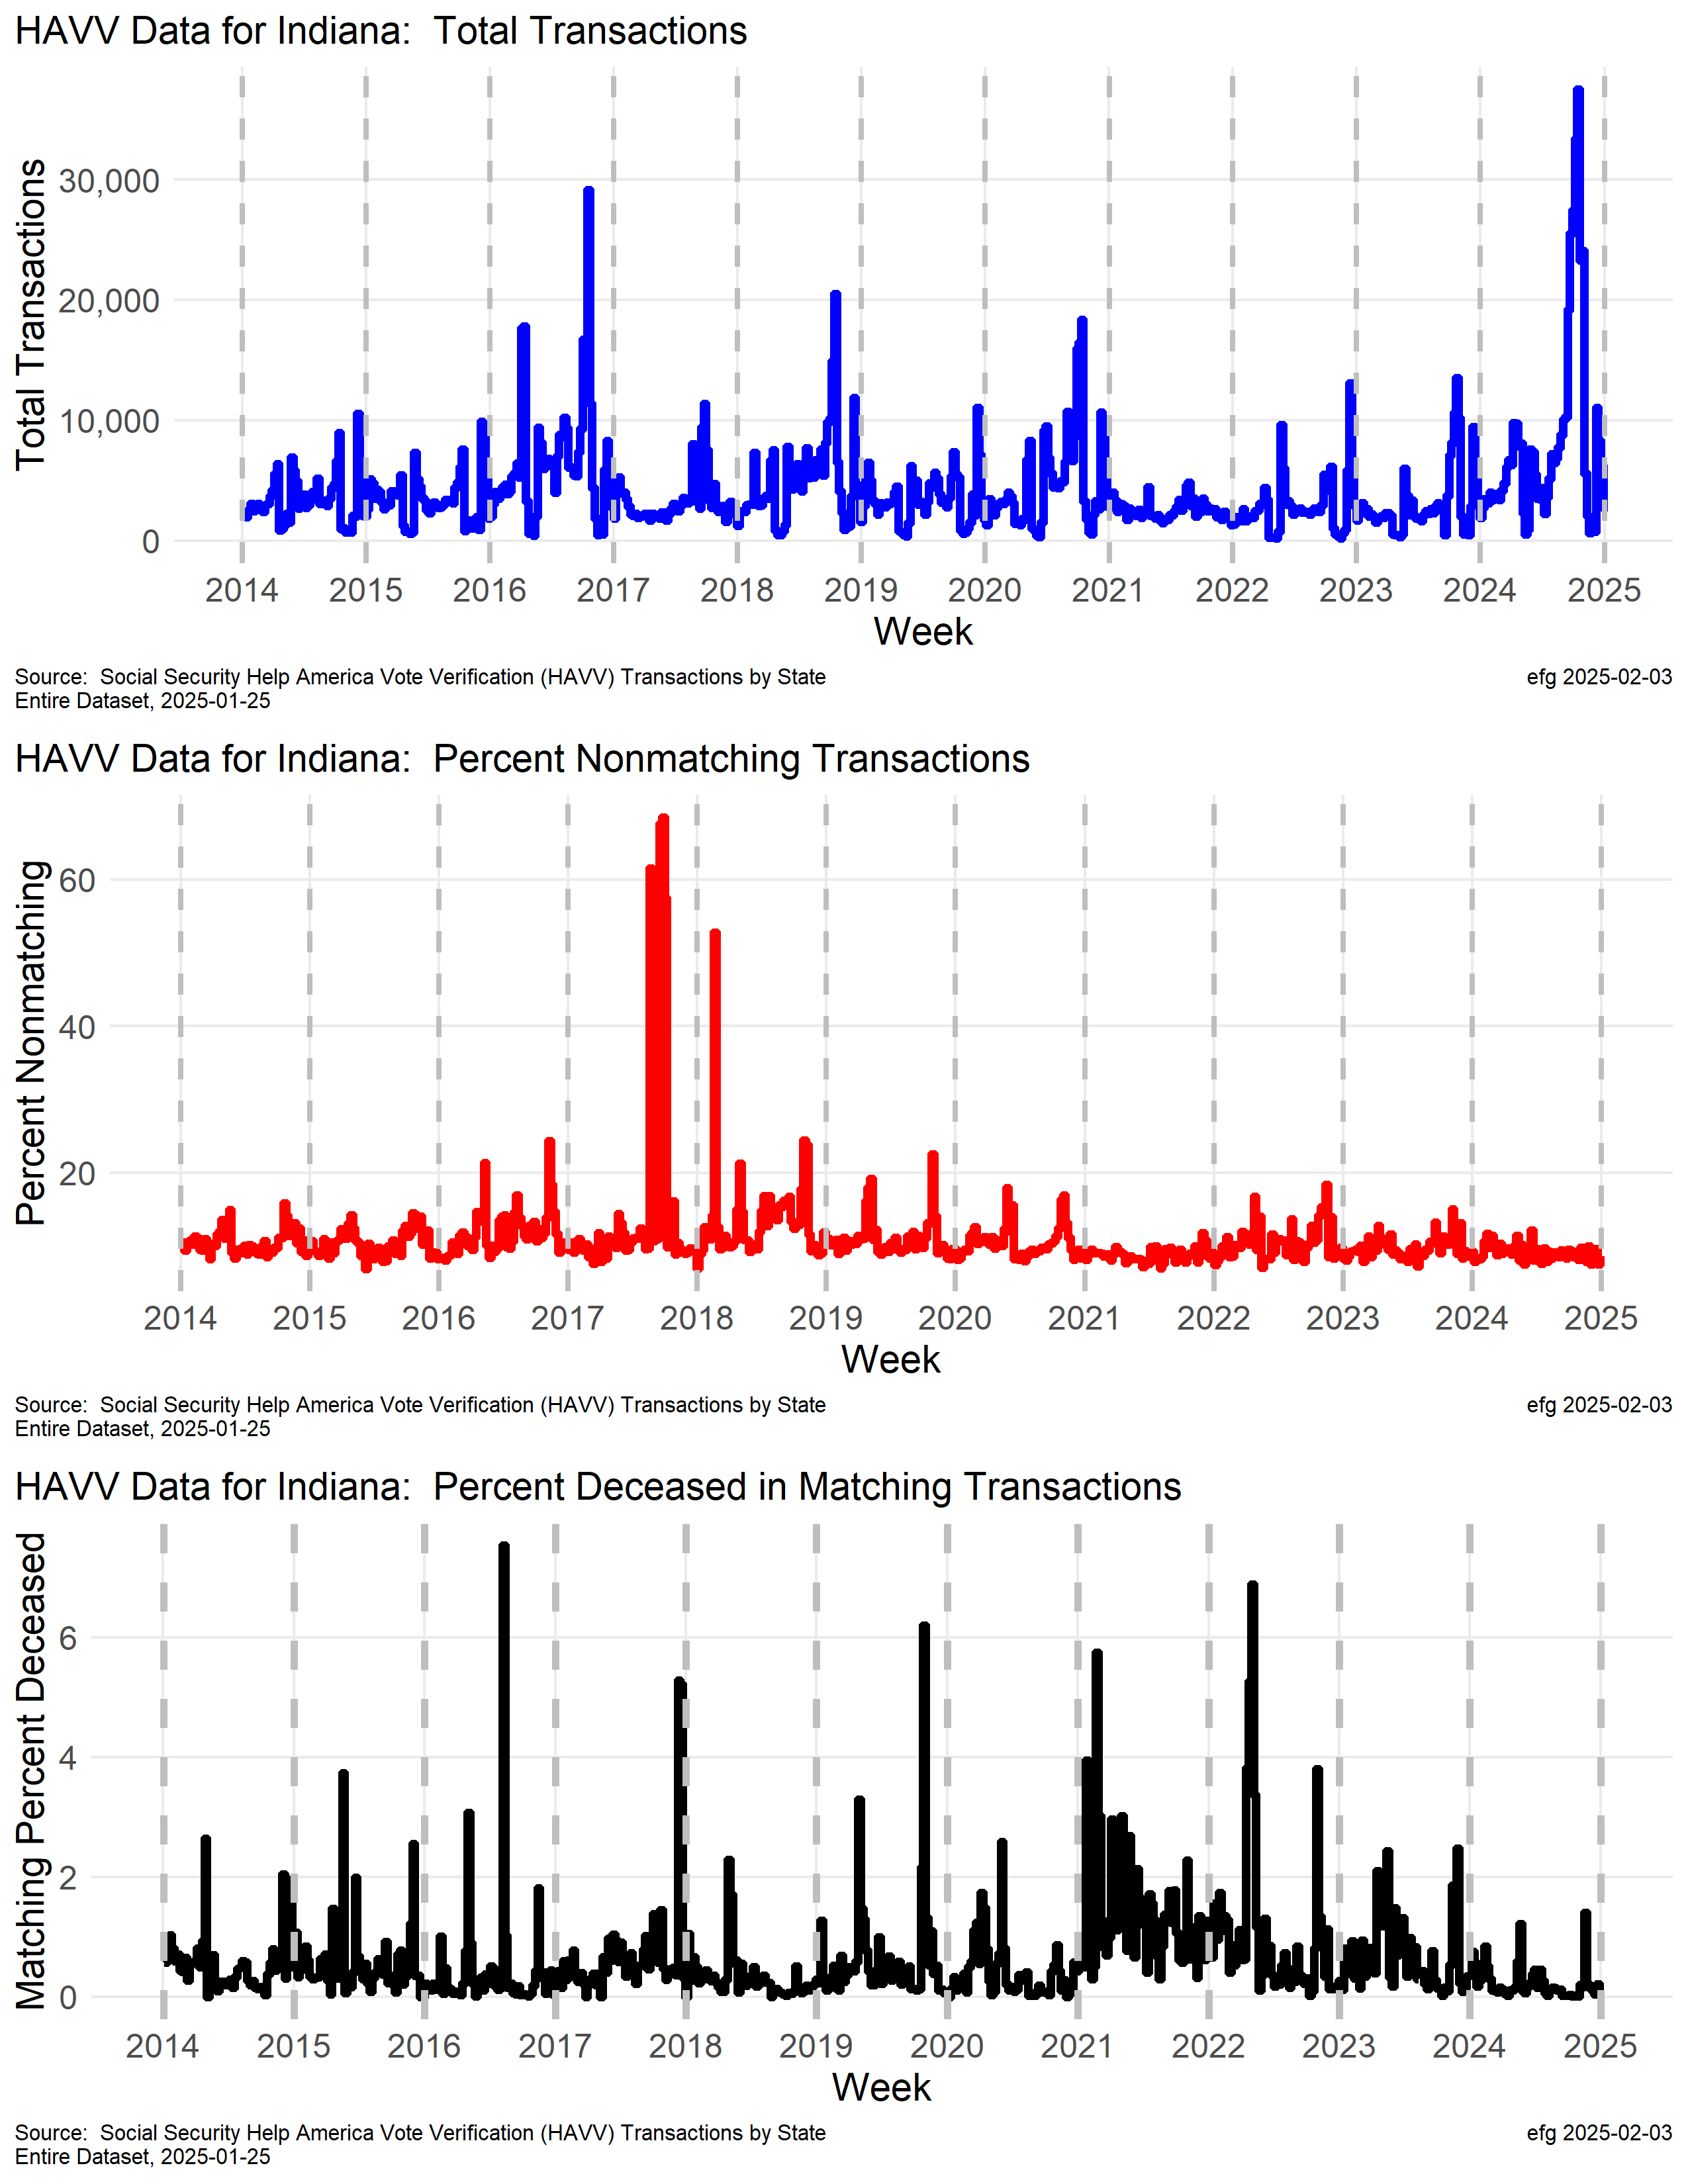 HAVV Data for Indiana:  Total Transactions
Total Transactions
30,000
20,000
10,000
0
2014 2015 2016 2017 2018 2019 2020 2021 2022 2023 2024 2025
Week
Source:  Social Security Help America Vote Verification (HAVV) Transactions by State
Entire Dataset, 2025-01-25
efg 2025-02-03
HAVV Data for Indiana:  Percent Nonmatching Transactions
Percent Nonmatching
60
40
20
2014 2015 2016 2017 2018 2019 2020 2021 2022 2023 2024 2025
Week
Source:  Social Security Help America Vote Verification (HAVV) Transactions by State
Entire Dataset, 2025-01-25
efg 2025-02-03
HAVV Data for Indiana:  Percent Deceased in Matching Transactions
Matching Percent Deceased
6
4
2
0
2014 2015 2016 2017 2018 2019 2020 2021 2022 2023 2024 2025
Week
Source:  Social Security Help America Vote Verification (HAVV) Transactions by State
Entire Dataset, 2025-01-25
efg 2025-02-03